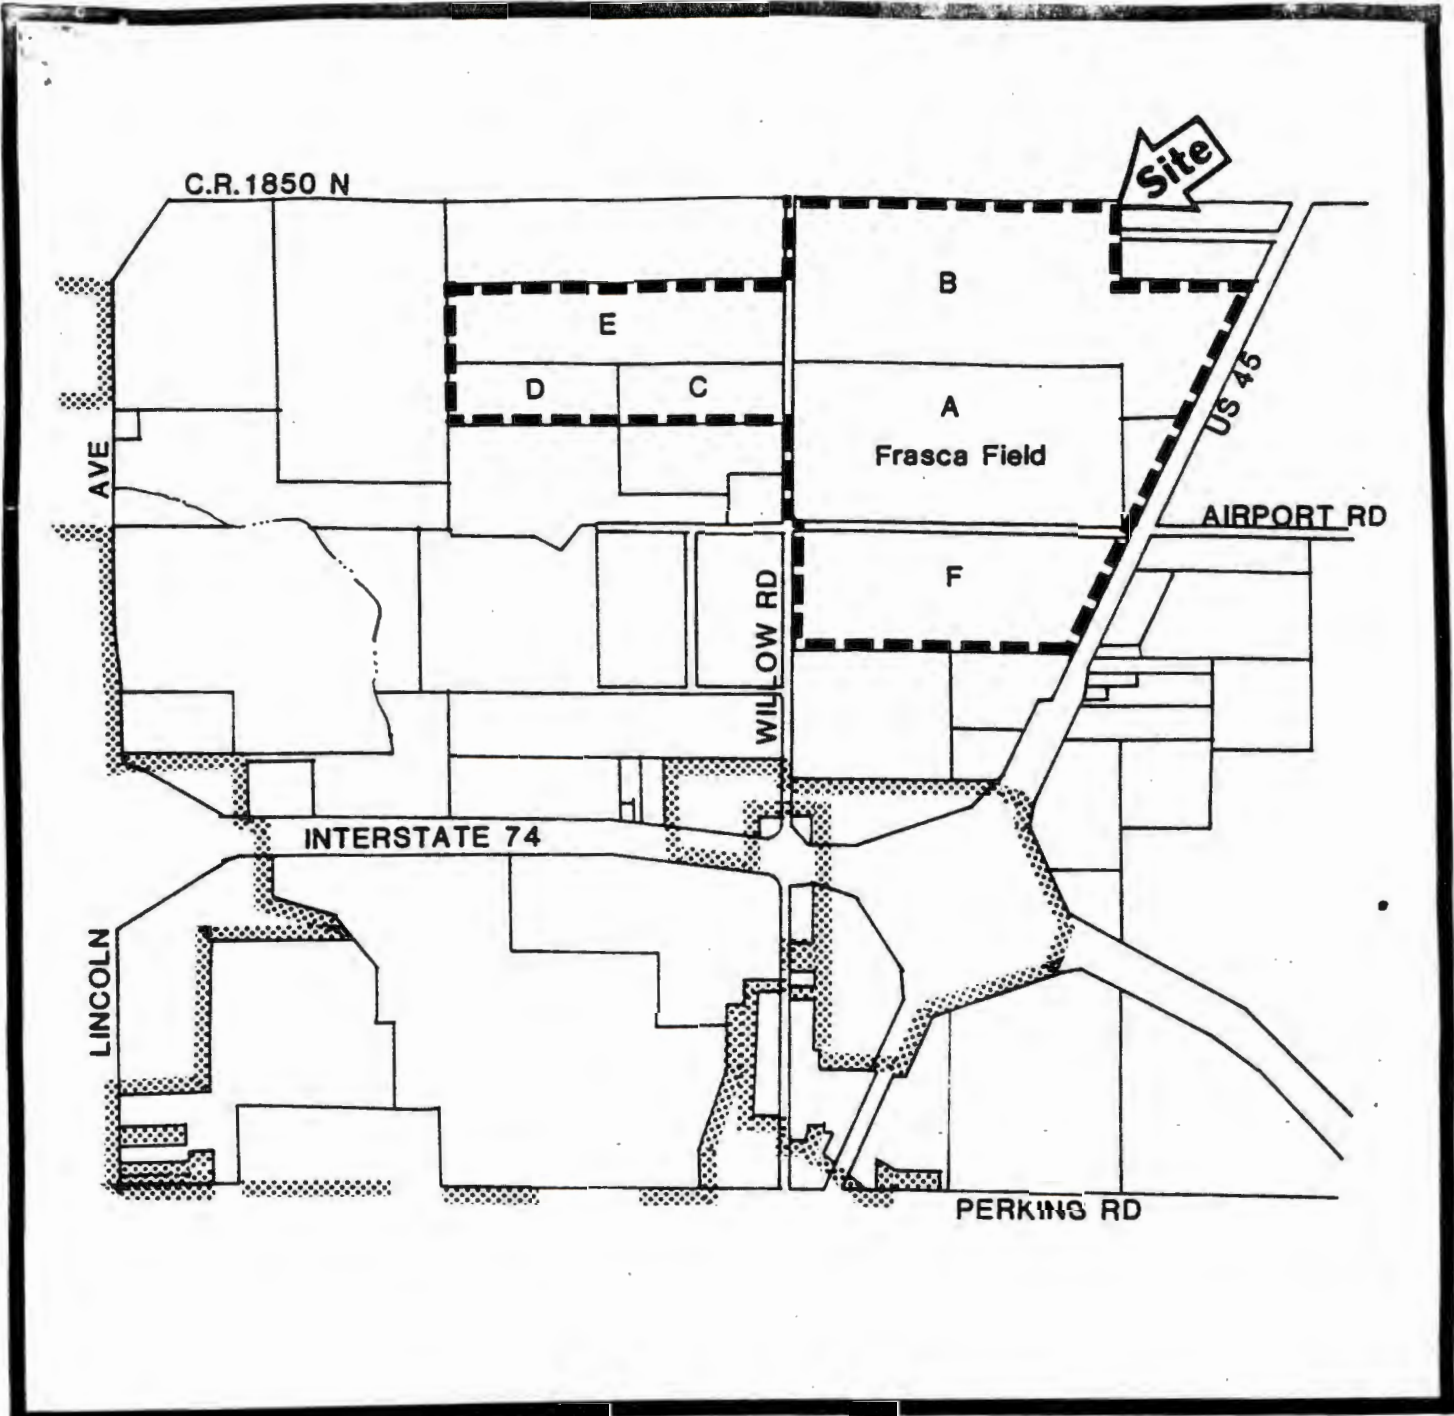 Site
C.R.1850 N
B
E
D
C
A
US 45
Frasca Field
AVE
AIRPORT RD
F
WILLOW RD
INTERSTATE 74
LINCOLN
PERKINS RD